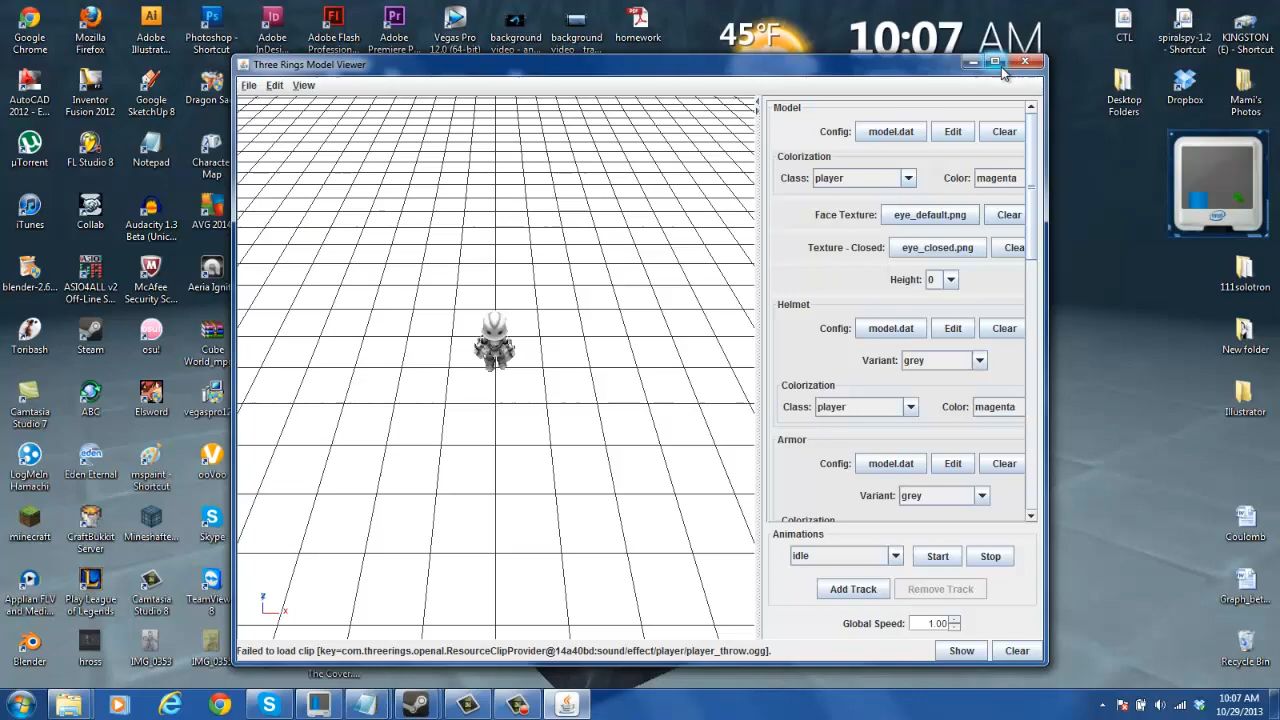 Google Chrome
Mozilla Firefox
Adobe Illustrat...
Photoshop - Shortcut
Adobe InDesi...
Adobe Flash Profession...
Adobe Premiere P...
Vegas Pro 12.0 (64-bit)
background video - an...
background video - tra...
homework
45°F
10:07 AM
CTL
spiralspy-1.2 - Shortcut
KINGSTON (E) - Shortcut
Three Rings Model Viewer
File Edit View
AutoCAD 2012 - E...
Inventor Fusion 2012
Google SketchUp 8
Dragon Sa...
Desktop Folders
Dropbox
Mami's Photos
µTorrent
FL Studio 8
Notepad
Characte... Map
iTunes
Collab
Audacity 1.3 Beta (Unic...
AVG 2014
blender-2.6...
ASIO4ALL v2 Off-Line S...
McAfee Security Sc...
Aeria Ignit...
111solotron
Toribash
Steam
osu!
Cube World_mp...
New folder
Camtasia Studio 7
ABC
Elsword
vegaspro12...
Illustrator
LogMeIn Hamachi
Eden Eternal
mspaint - Shortcut
ooVoo
minecraft
CraftBukkit Server
Mineshafte...
Skype
Coulomb
Applian FLV and Medi...
Play League of Legends
Camtasia Studio 8
TeamView... 8
Graph_bet...
Blender
hross
IMG_0353
IMG_035...
The Cover....
Recycle Bin
Model
Config: model.dat Edit Clear
Colorization
Class: player Color: magenta
Face Texture: eye_default.png Clear
Texture - Closed: eye_closed.png Clea
Height: 0
Helmet
Config: model.dat Edit Clear
Variant: grey
Colorization
Class: player Color: magenta
Armor
Config: model.dat Edit Clear
Variant: grey
Colorization
Animations
idle Start Stop
Add Track Remove Track
Global Speed: 1.00
z
x
Failed to load clip [key=com.threerings.openal.ResourceClipProvider@14a40bd:sound/effect/player/player_throw.ogg].
Show Clear
10:07 AM
10/29/2013